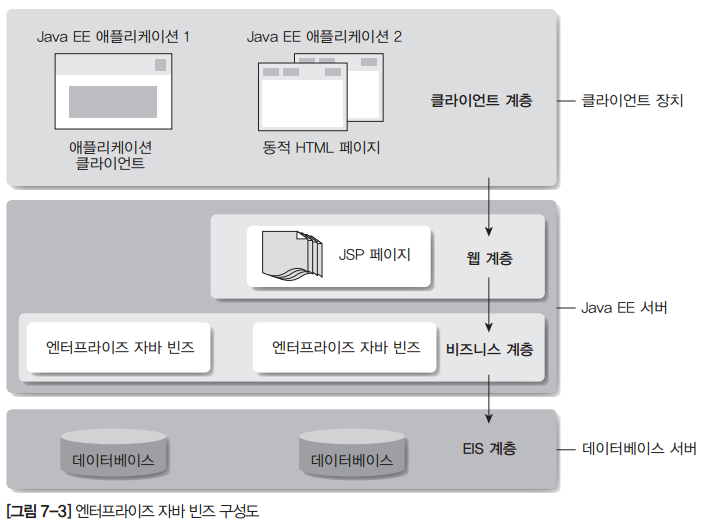 Java EE 애플리케이션 1
Java EE 애플리케이션 2
애플리케이션
클라이언트
동적 HTML 페이지
클라이언트 계층
클라이언트 장치
JSP 페이지
웹 계층
Java EE 서버
엔터프라이즈 자바 빈즈
엔터프라이즈 자바 빈즈
비즈니스 계층
데이터베이스
데이터베이스
EIS 계층
데이터베이스 서버
[그림 7-3] 엔터프라이즈 자바 빈즈 구성도